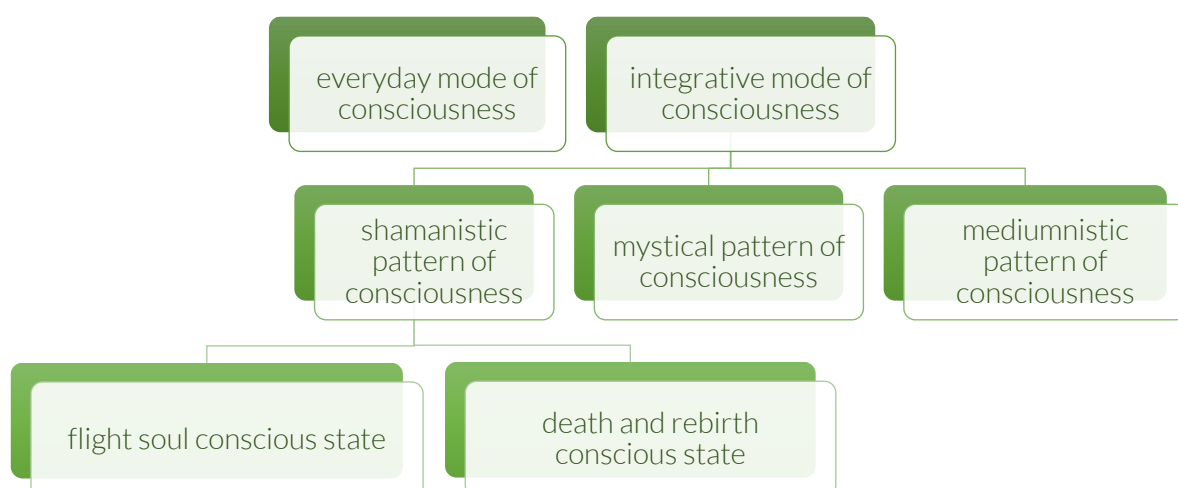 everyday mode of
consciousness
integrative mode of
consciousness
shamanistic
pattern of
consciousness
mystical pattern of
consciousness
mediumnistic
pattern of
consciousness
flight soul conscious state
death and rebirth
conscious state